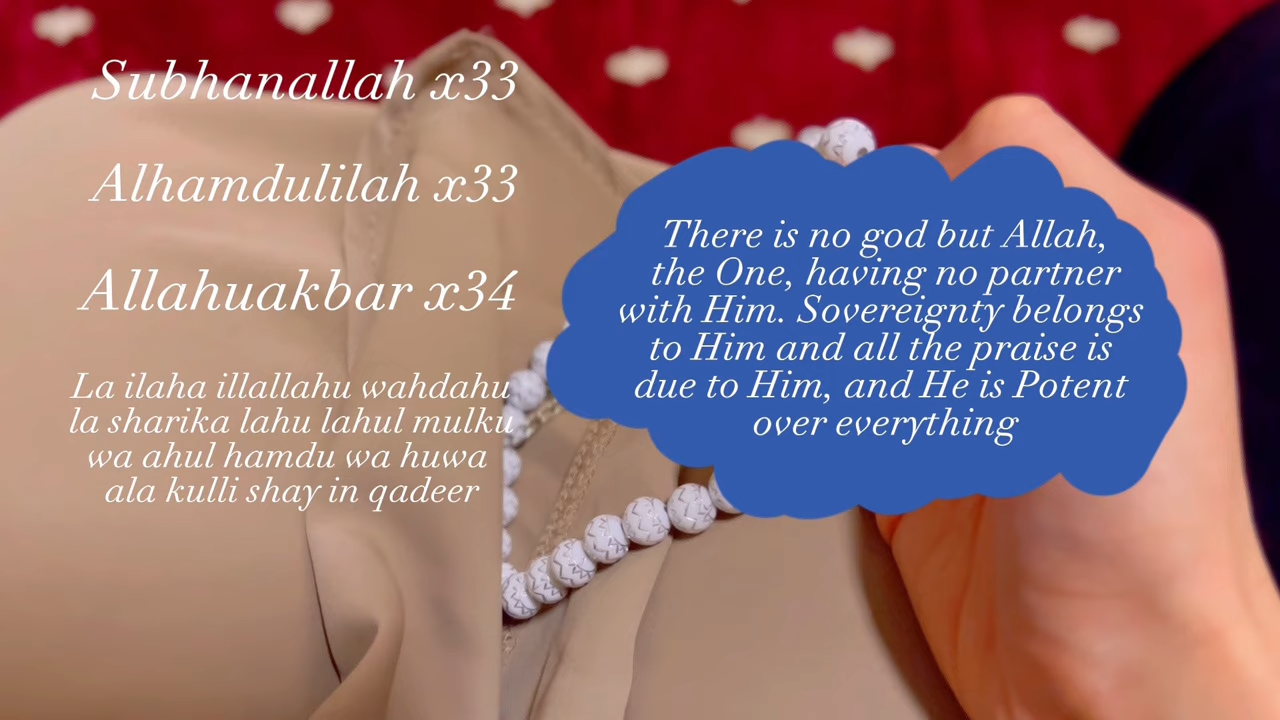 Subhanallah x33
Alhamdulilah x33
Allahuakbar x34
La ilaha illallahu wahdahu
la sharika lahu lahul mulku
wa ahul hamdu wa huwa
ala kulli shay in qadeer
There is no god but Allah,
the One, having no partner
with Him. Sovereignty belongs
to Him and all the praise is
due to Him, and He is Potent
over everything